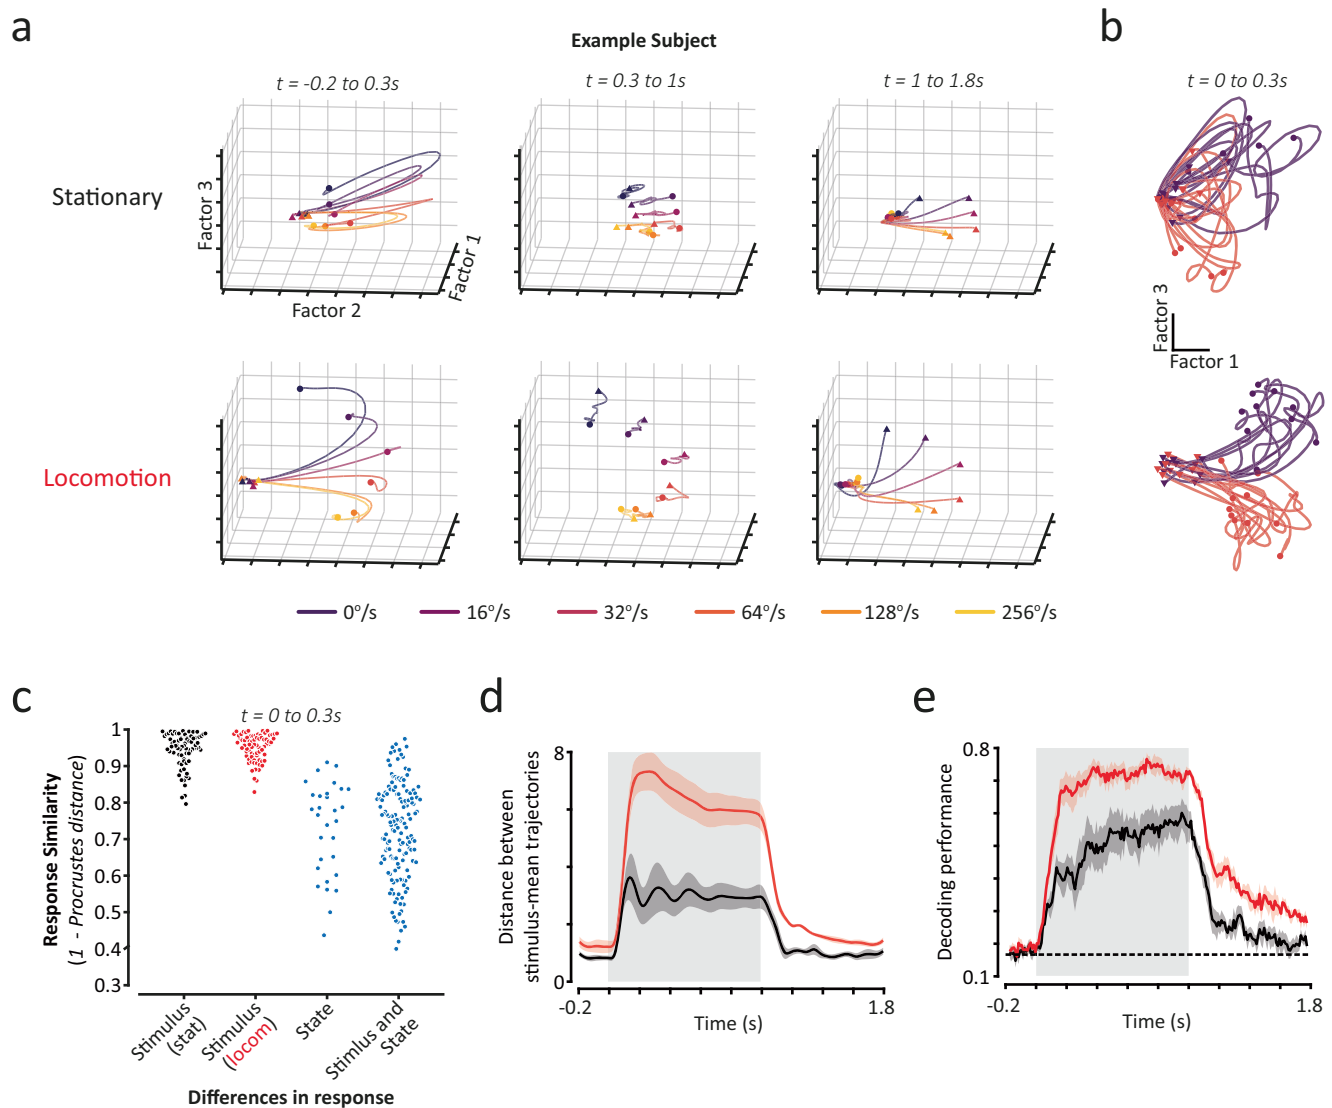 a
b
Example Subject
t = -0.2 to 0.3s
t = 0.3 to 1s
t = 1 to 1.8s
t = 0 to 0.3s
Stationary
Factor 3
Factor 2
Factor 1
Factor 3
Factor 1
Locomotion
0°/s
16°/s
32°/s
64°/s
128°/s
256°/s
c
t = 0 to 0.3s
Response Similarity
(1 - Procrustes distance)
1
0.9
0.8
0.7
0.6
0.5
0.4
0.3
Stimulus
(stat)
Stimulus
(locom)
State
Stimlus and
State
Differences in response
d
Distance between
stimulus-mean trajectories
8
0
-0.2
1.8
Time (s)
e
Decoding performance
0.8
0.1
-0.2
1.8
Time (s)